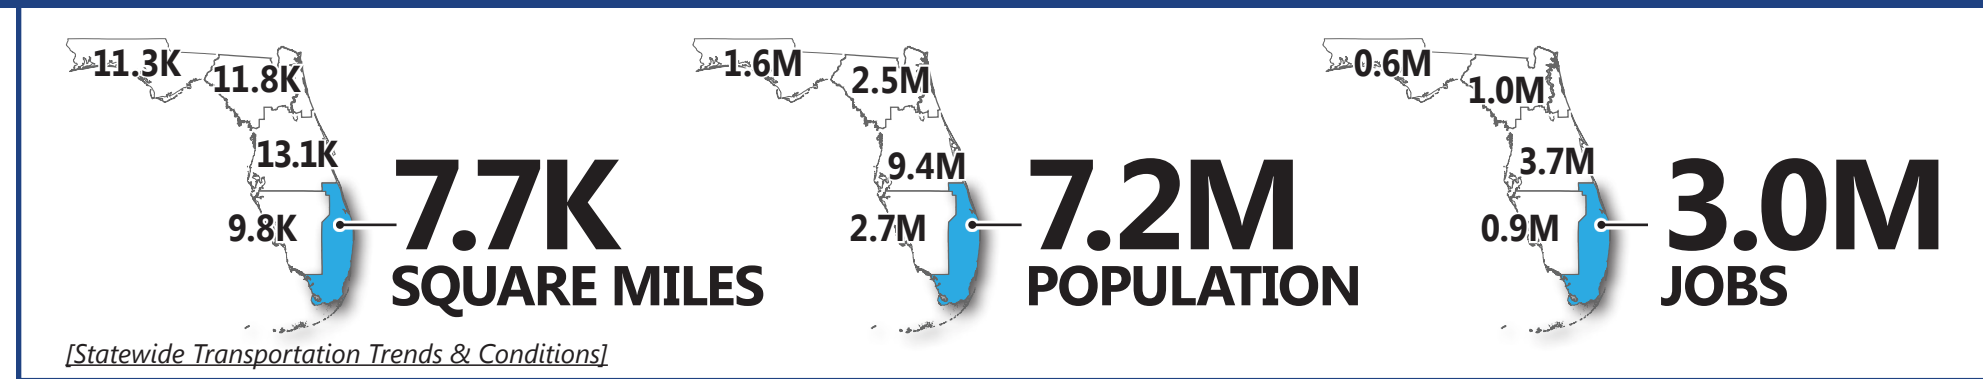 11.3K
11.8K
13.1K
9.8K
7.7K
SQUARE MILES
1.6M
2.5M
9.4M
2.7M
7.2M
POPULATION
0.6M
1.0M
3.7M
0.9M
3.0M
JOBS
[Statewide Transportation Trends & Conditions]